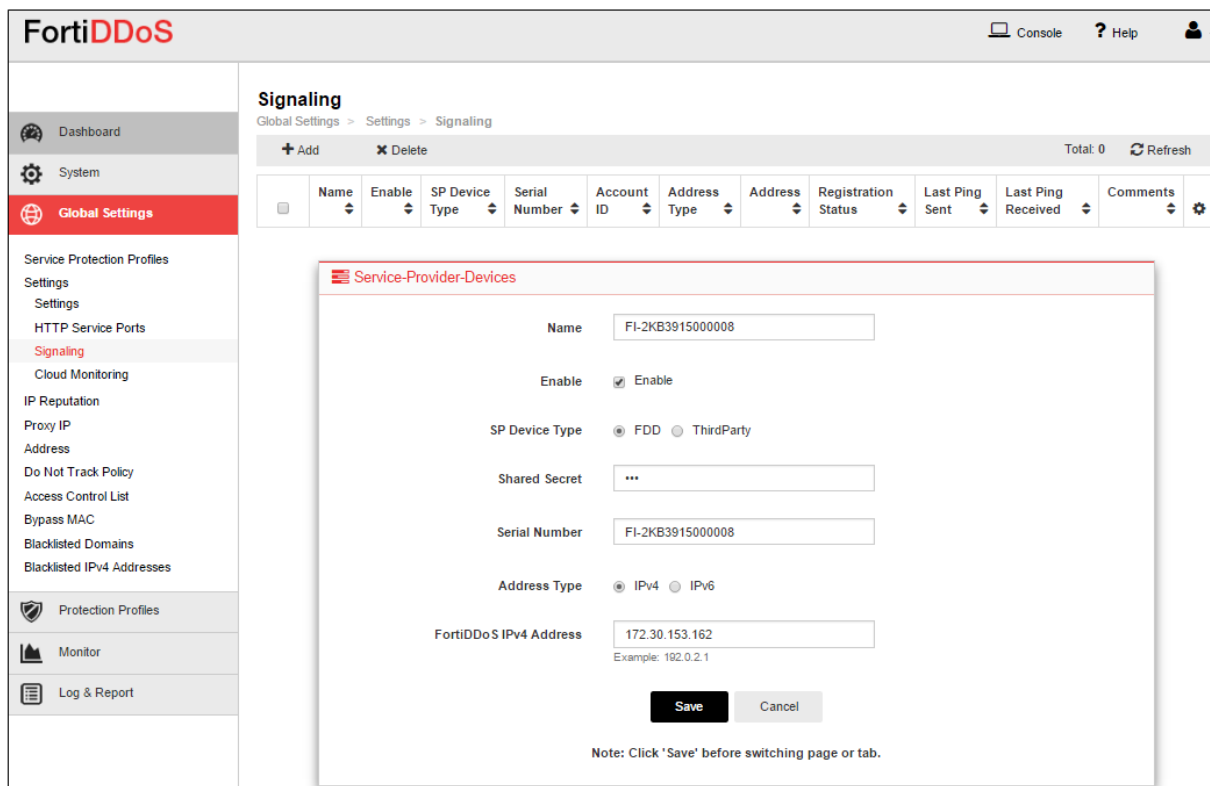 FortiDDoS
Console
? Help
Dashboard
System
Global Settings
Service Protection Profiles
Settings
Settings
HTTP Service Ports
Signaling
Cloud Monitoring
IP Reputation
Proxy IP
Address
Do Not Track Policy
Access Control List
Bypass MAC
Blacklisted Domains
Blacklisted IPv4 Addresses
Protection Profiles
Monitor
Log & Report
Signaling
Global Settings > Settings > Signaling
Add Delete Total: 0 Refresh
Name Enable SP Device Type Serial Number Account ID Address Type Address Registration Status Last Ping Sent Last Ping Received Comments
Service-Provider-Devices
Name FI-2KB3915000008
Enable Enable
SP Device Type FDD ThirdParty
Shared Secret •••
Serial Number FI-2KB3915000008
Address Type IPv4 IPv6
FortiDDoS IPv4 Address 172.30.153.162
Example: 192.0.2.1
Save Cancel
Note: Click 'Save' before switching page or tab.